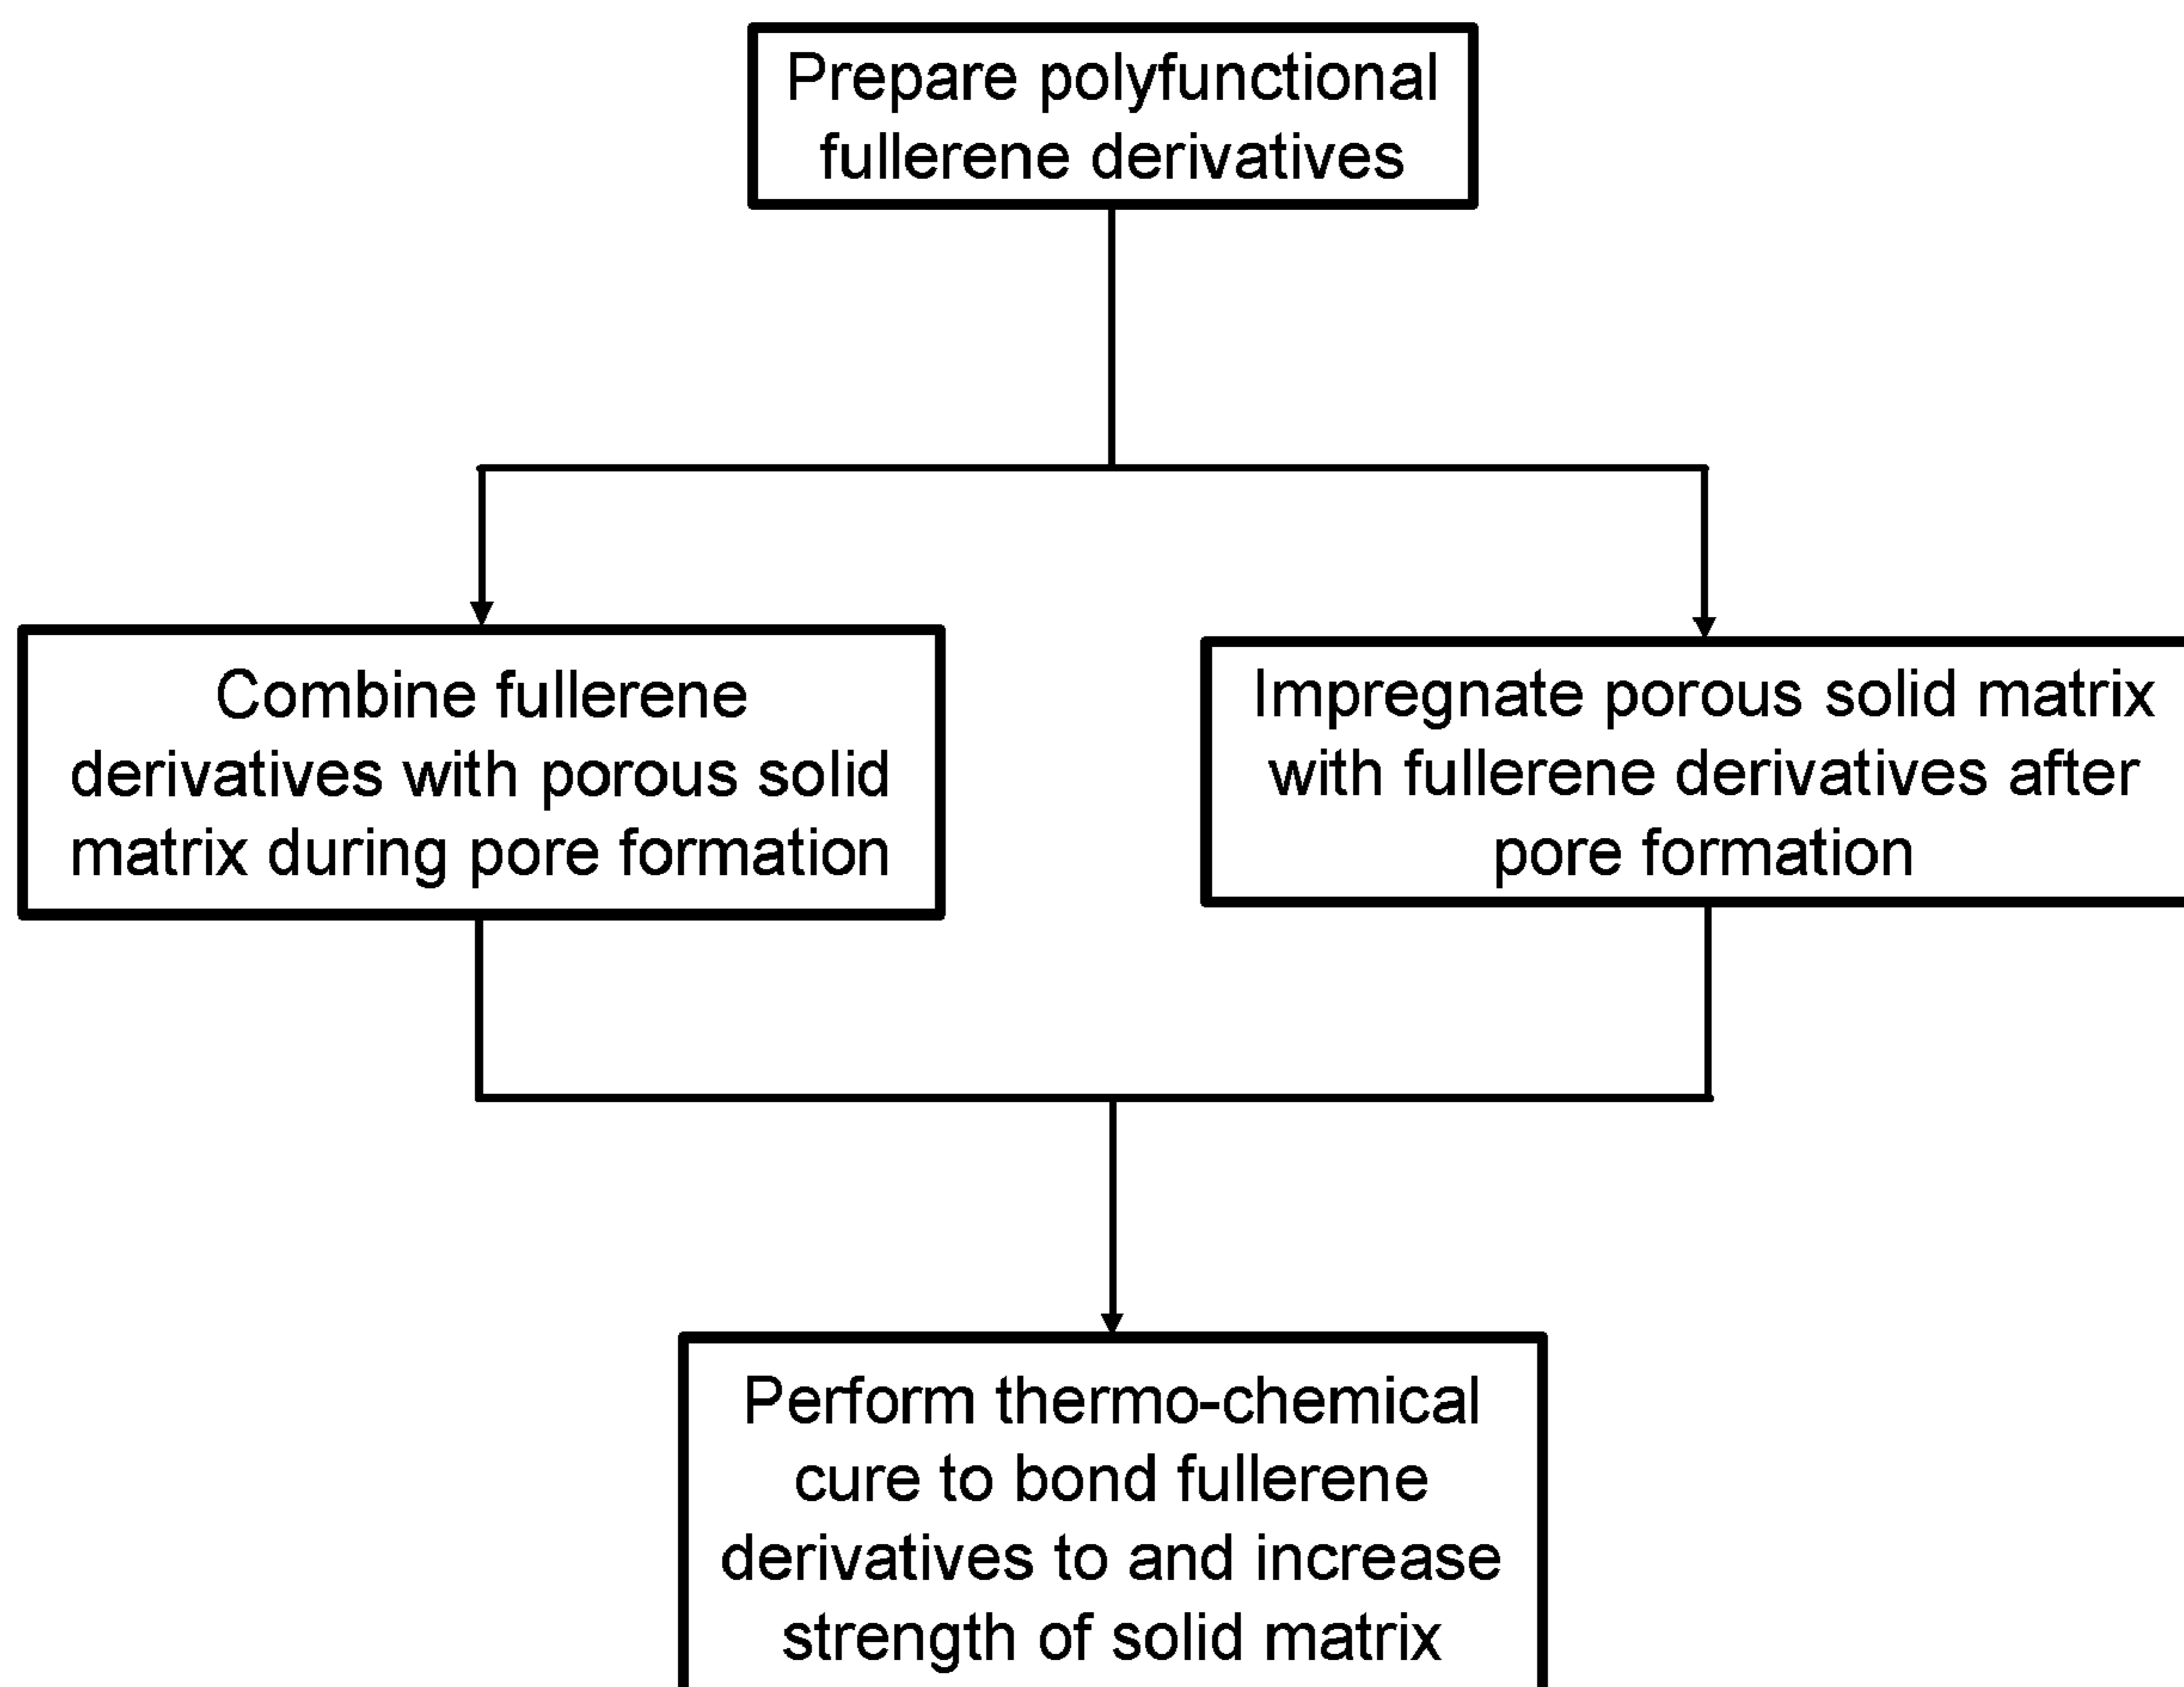 Prepare polyfunctional
fullerene derivatives
Combine fullerene
derivatives with porous solid
matrix during pore formation
Impregnate porous solid matrix
with fullerene derivatives after
pore formation
Perform thermo-chemical
cure to bond fullerene
derivatives to and increase
strength of solid matrix